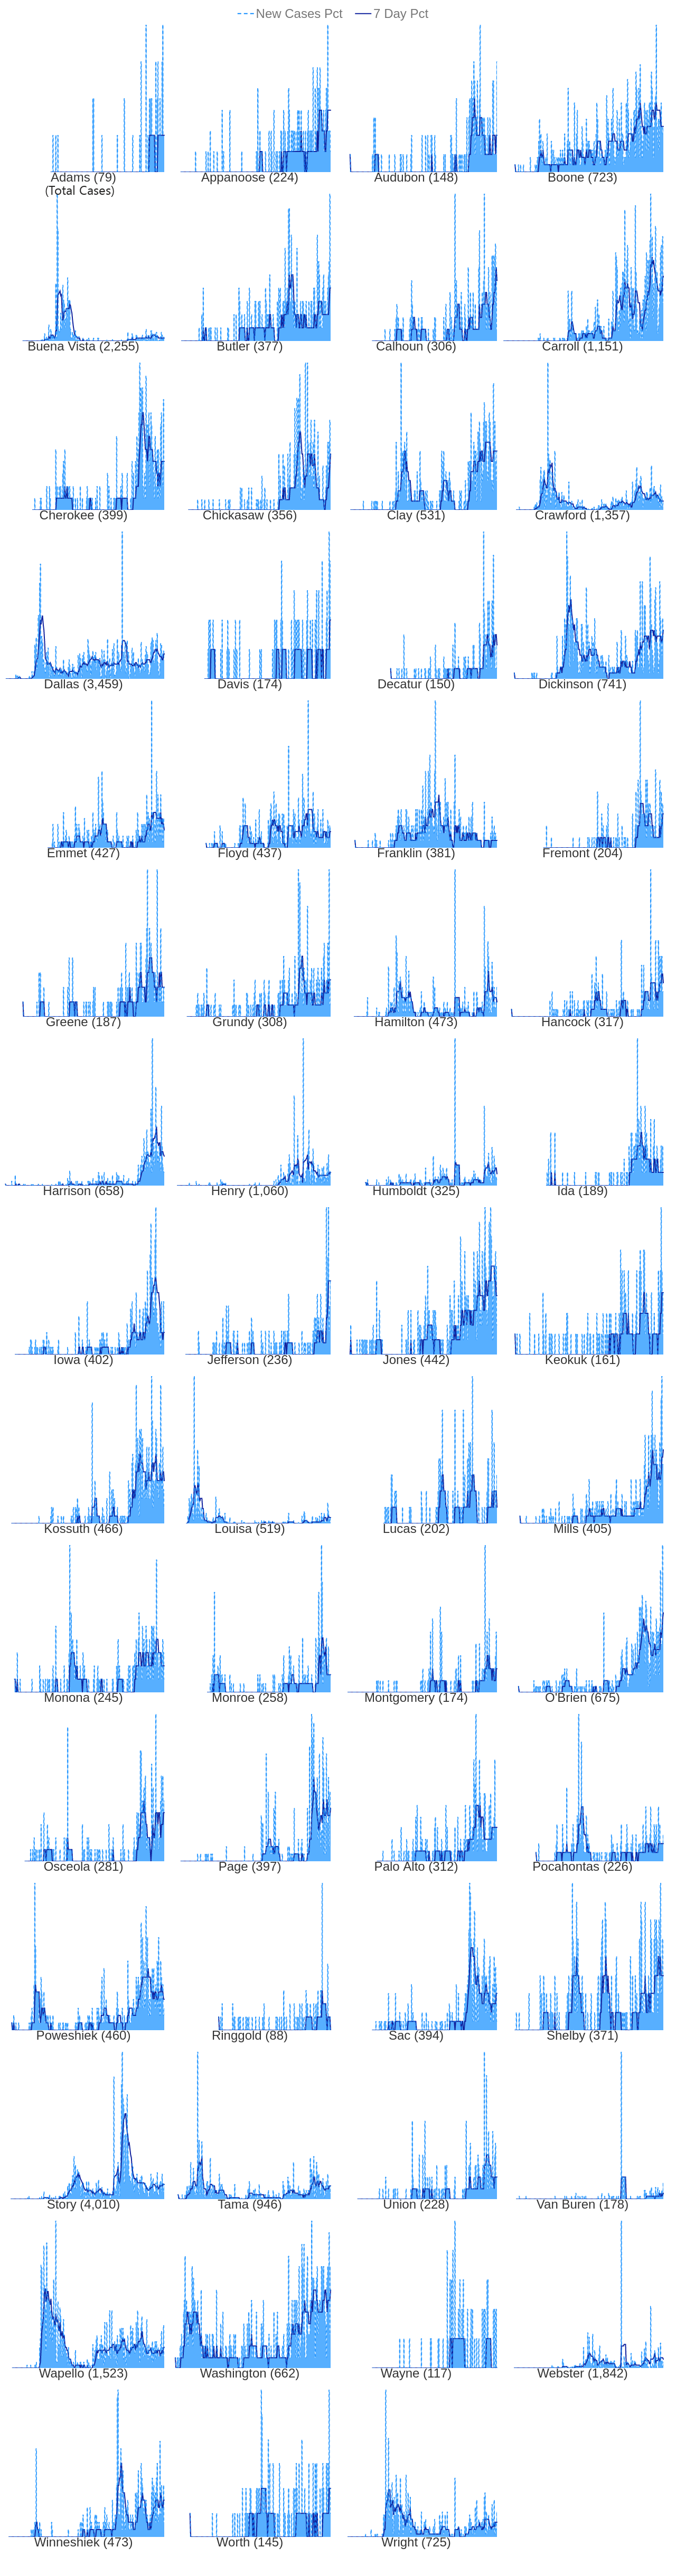 New Cases Pct 7 Day Pct
Adams (79) Appanoose (224) Audubon (148) Boone (723)
(Total Cases)
Buena Vista (2,255) Butler (377) Calhoun (306) Carroll (1,151)
Cherokee (399) Chickasaw (356) Clay (531) Crawford (1,357)
Dallas (3,459) Davis (174) Decatur (150) Dickinson (741)
Emmet (427) Floyd (437) Franklin (381) Fremont (204)
Greene (187) Grundy (308) Hamilton (473) Hancock (317)
Harrison (658) Henry (1,060) Humboldt (325) Ida (189)
Iowa (402) Jefferson (236) Jones (442) Keokuk (161)
Kossuth (466) Louisa (519) Lucas (202) Mills (405)
Monona (245) Monroe (258) Montgomery (174) O'Brien (675)
Osceola (281) Page (397) Palo Alto (312) Pocahontas (226)
Poweshiek (460) Ringgold (88) Sac (394) Shelby (371)
Story (4,010) Tama (946) Union (228) Van Buren (178)
Wapello (1,523) Washington (662) Wayne (117) Webster (1,842)
Winneshiek (473) Worth (145) Wright (725)